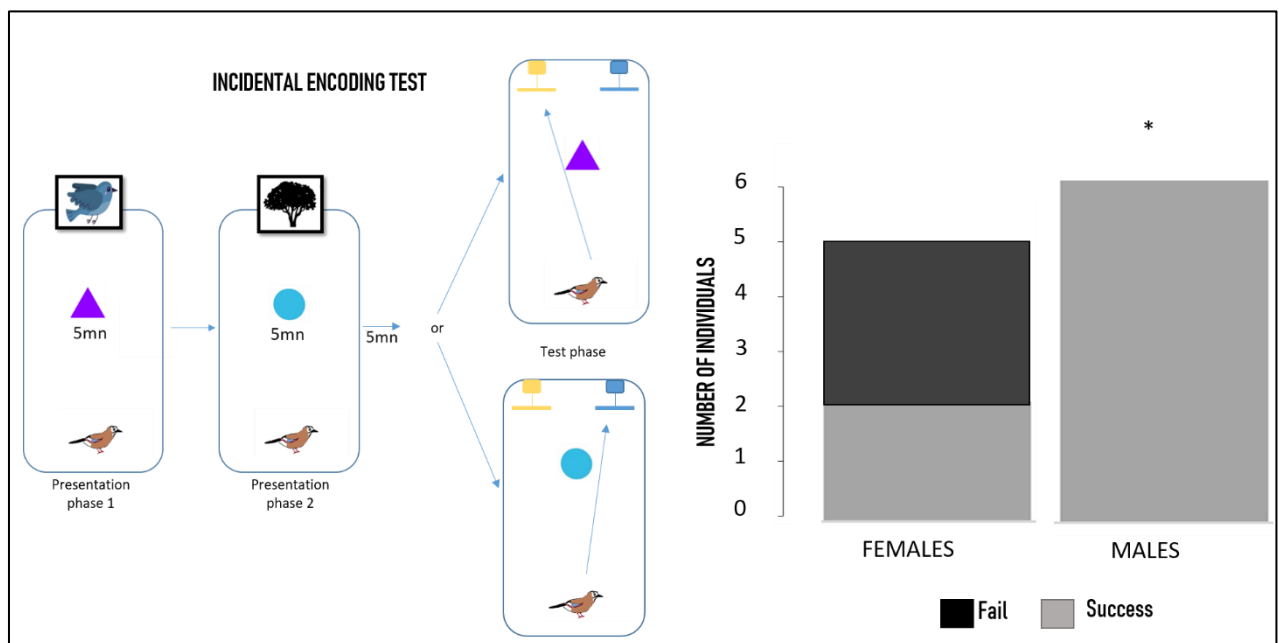 INCIDENTAL ENCODING TEST
5mn
Presentation
phase 1
5mn
Presentation
phase 2
5mn
or
Test phase
*
NUMBER OF INDIVIDUALS
6
5
4
3
2
1
0
FEMALES
MALES
Fail
Success